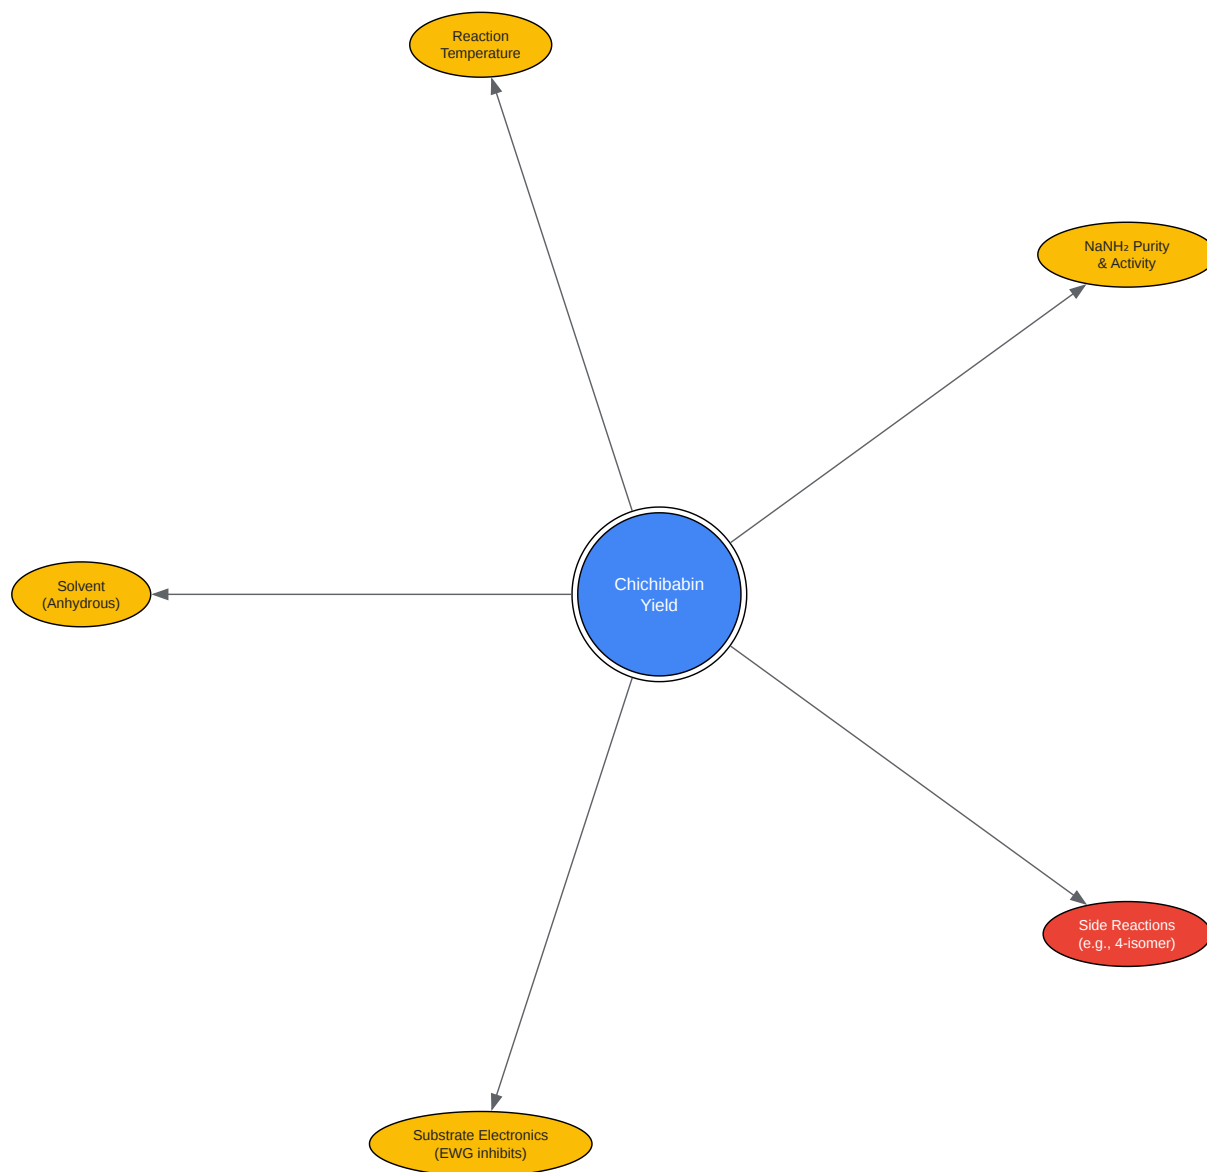 Reaction
Temperature
NaNH₂ Purity
& Activity
Solvent
(Anhydrous)
Chichibabin
Yield
Side Reactions
(e.g., 4-isomer)
Substrate Electronics
(EWG inhibits)